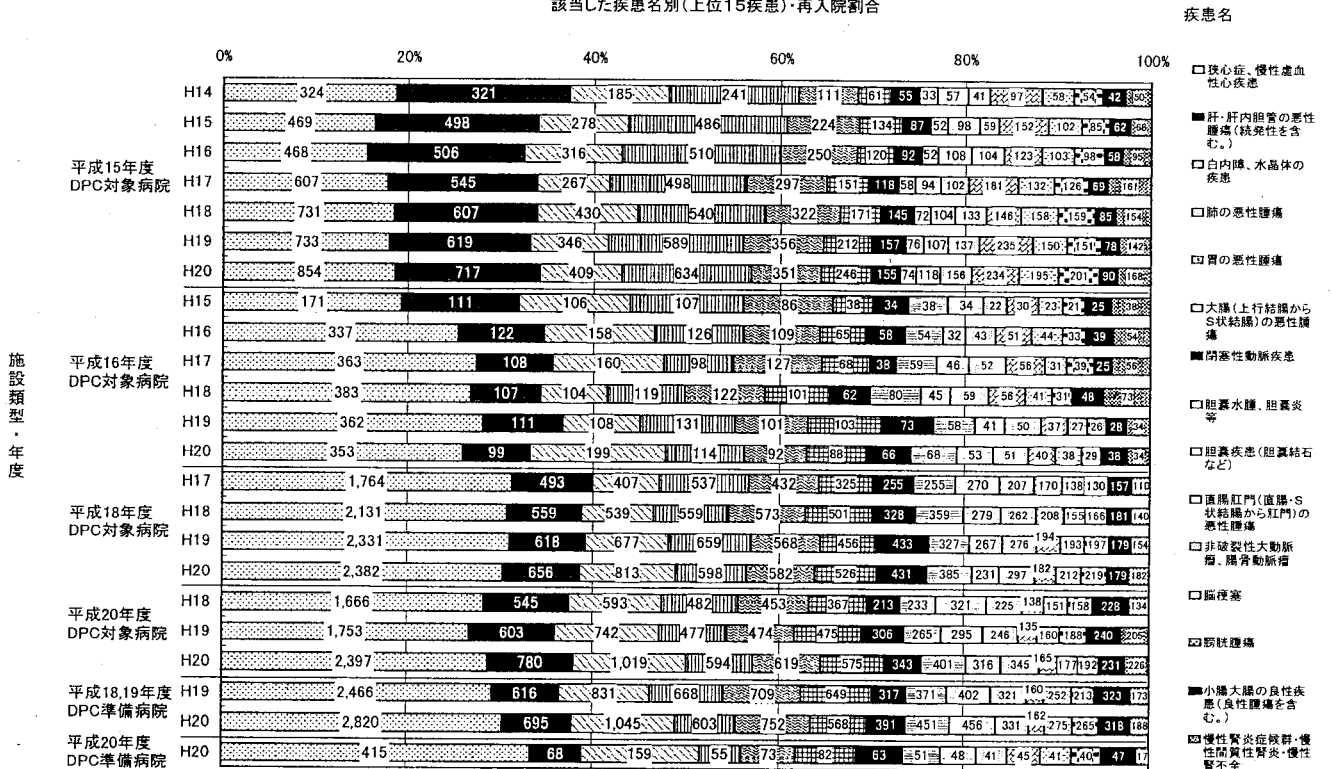 該当した疾患名別(上位15疾患)・再入院割合
疾患名
0% 20% 40% 60% 80% 100%
施設類型・年度
平成15年度
DPC対象病院
H14 324 321 185 241 111 61 55 33 57 41 97 58 54 42 50
H15 469 498 278 486 224 134 87 52 98 59 152 102 85 62 68
H16 468 506 316 510 250 120 92 52 108 104 123 103 98 58 95
H17 607 545 267 498 297 151 118 58 94 102 181 132 126 69 161
H18 731 607 430 540 322 171 145 72 104 133 146 158 159 85 154
H19 733 619 346 589 356 212 157 76 107 137 235 150 151 78 142
H20 854 717 409 634 351 246 155 74 118 156 234 195 201 90 168
平成16年度
DPC対象病院
H15 171 111 106 107 86 38 34 38 34 22 30 23 21 25 38
H16 337 122 158 126 109 65 58 54 32 43 51 44 33 39 54
H17 363 108 160 98 127 68 38 59 46 52 56 31 39 25 56
H18 383 107 104 119 122 101 62 80 45 59 56 41 31 48 73
H19 362 111 108 131 101 103 73 58 41 50 37 27 26 28 34
H20 353 99 199 114 92 88 66 68 53 51 40 38 29 38 34
平成18年度
DPC対象病院
H17 1,764 493 407 537 432 325 255 255 270 207 170 138 130 157 110
H18 2,131 559 539 559 573 501 328 359 279 262 208 155 166 181 140
H19 2,331 618 677 659 568 456 433 327 267 276 194 193 197 179 154
H20 2,382 656 813 598 582 526 431 385 231 297 182 212 219 179 182
平成20年度
DPC対象病院
H18 1,666 545 593 482 453 367 213 233 321 225 138 151 158 228 134
H19 1,753 603 742 477 474 475 306 265 295 246 135 160 188 240 205
H20 2,397 780 1,019 594 619 575 343 401 316 345 165 177 192 231 226
平成18,19年度
DPC準備病院
H19 2,466 616 831 668 709 649 317 371 402 321 160 252 213 323 173
H20 2,820 695 1,045 603 752 568 391 451 456 331 162 275 265 318 188
平成20年度
DPC準備病院
H20 415 68 159 55 73 82 63 51 48 41 45 41 40 47 17
狭心症、慢性虚血
性心疾患
肝・肝内胆管の悪性
腫瘍(続発性を含
む。)
白内障、水晶体の
疾患
肺の悪性腫瘍
胃の悪性腫瘍
大腸(上行結腸から
S状結腸)の悪性腫
瘍
閉塞性動脈疾患
胆嚢水腫、胆嚢炎
等
胆嚢疾患(胆嚢結石
など)
直腸肛門(直腸・S
状結腸から肛門)の
悪性腫瘍
非破裂性大動脈
瘤、腸骨動脈瘤
脳梗塞
膀胱腫瘍
小腸大腸の良性疾
患(良性腫瘍を含
む。)
慢性腎炎症候群・慢
性間質性腎炎・慢性
腎不全